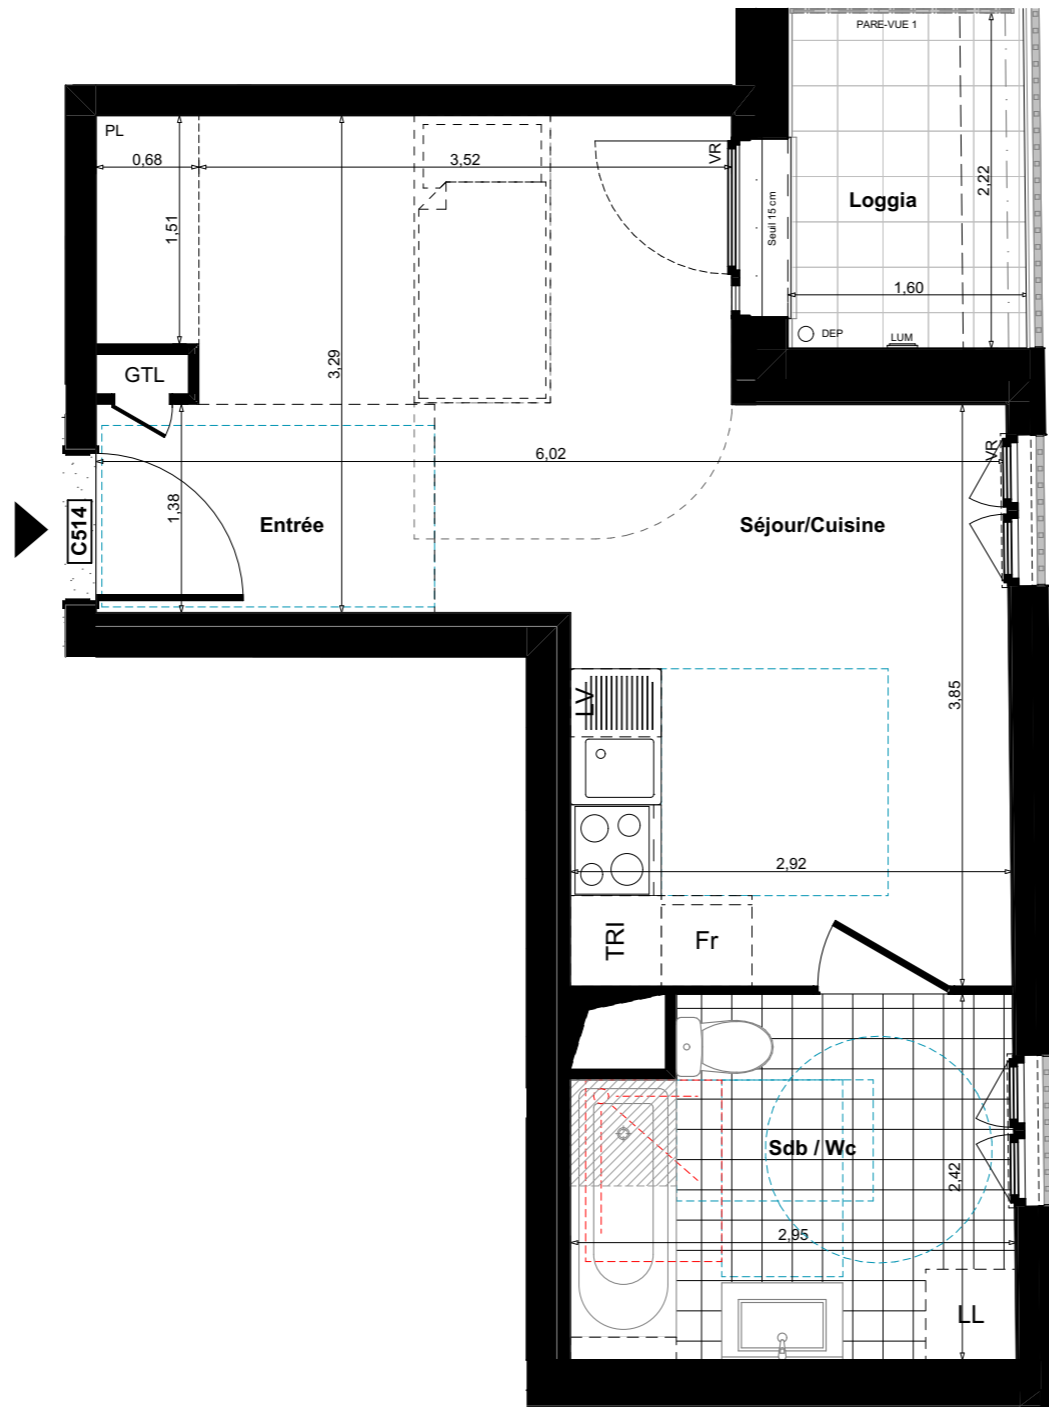 PARE-VUE 1
PL
0,68
3,52
VR
Seuil 15 cm
2,22
Loggia
1,51
1,60
DEP
LUM
3,29
GTL
6,02
VR
1,38
C514
Entrée
Séjour/Cuisine
LV
3,85
2,92
TRI
Fr
Sdb / Wc
2,42
2,95
LL